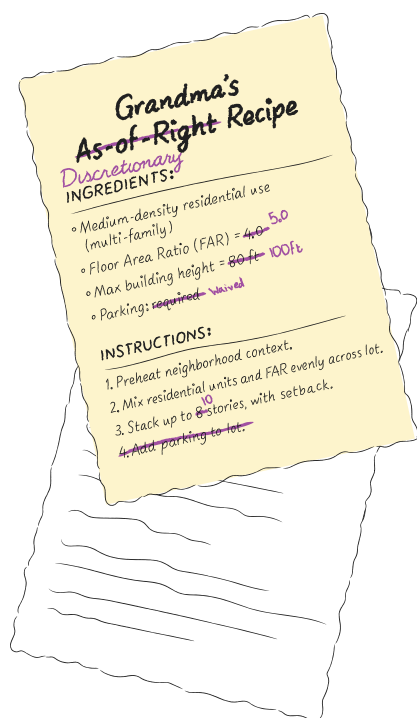 Grandma's
As-of-Right Recipe
Discretionary
INGREDIENTS:
◦ Medium-density residential use
(multi-family)
◦ Floor Area Ratio (FAR) = 4.0 5.0
◦ Max building height = 80 ft 100ft
◦ Parking: required waived
INSTRUCTIONS:
1. Preheat neighborhood context.
2. Mix residential units and FAR evenly across lot.
3. Stack up to 8 10 stories, with setback.
4. Add parking to lot.